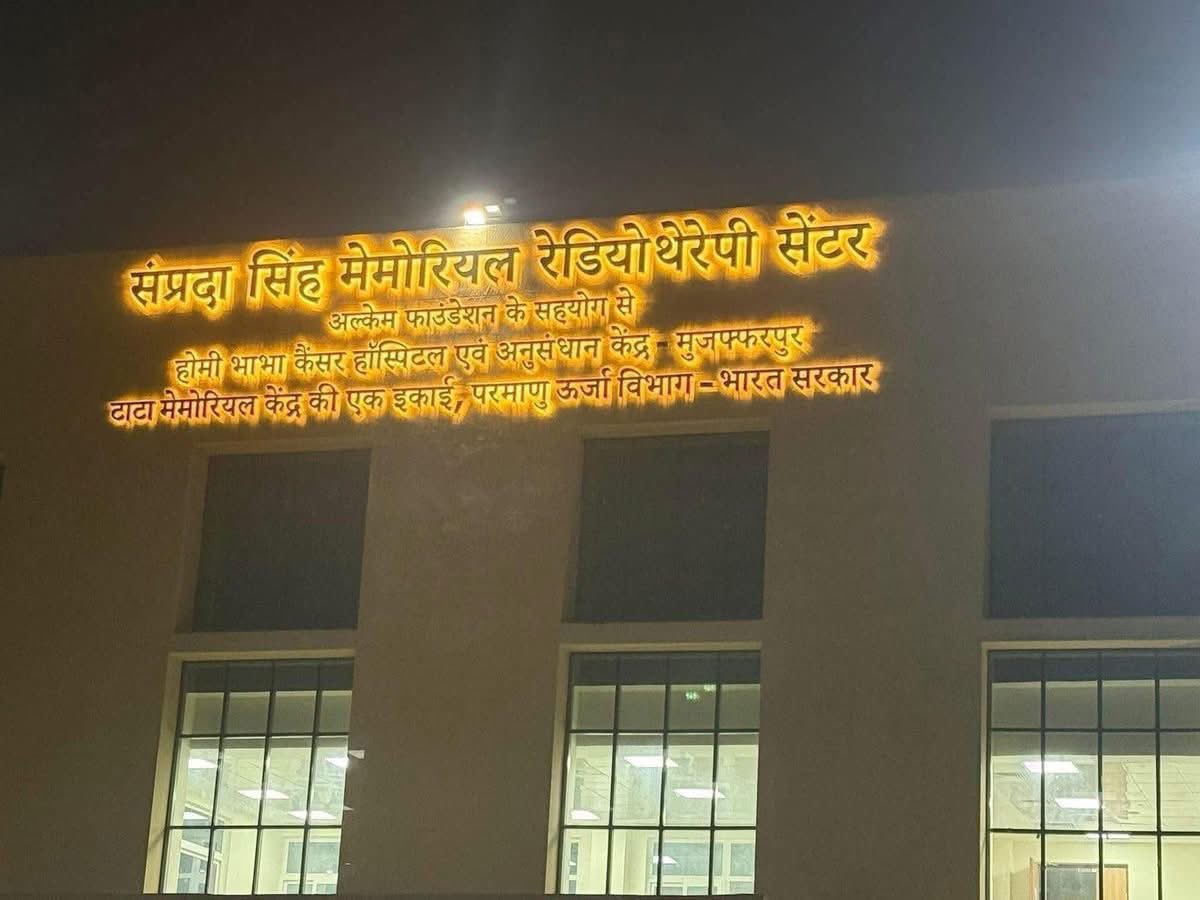 संप्रदा सिंह मेमोरियल रेडियोथैरेपी सेंटर
अल्केम फाउंडेशन के सहयोग से
होमी भाभा कैंसर हॉस्पिटल एवं अनुसंधान केंद्र - मुजफ्फरपुर
टाटा मेमोरियल केंद्र की एक इकाई, परमाणु ऊर्जा विभाग – भारत सरकार